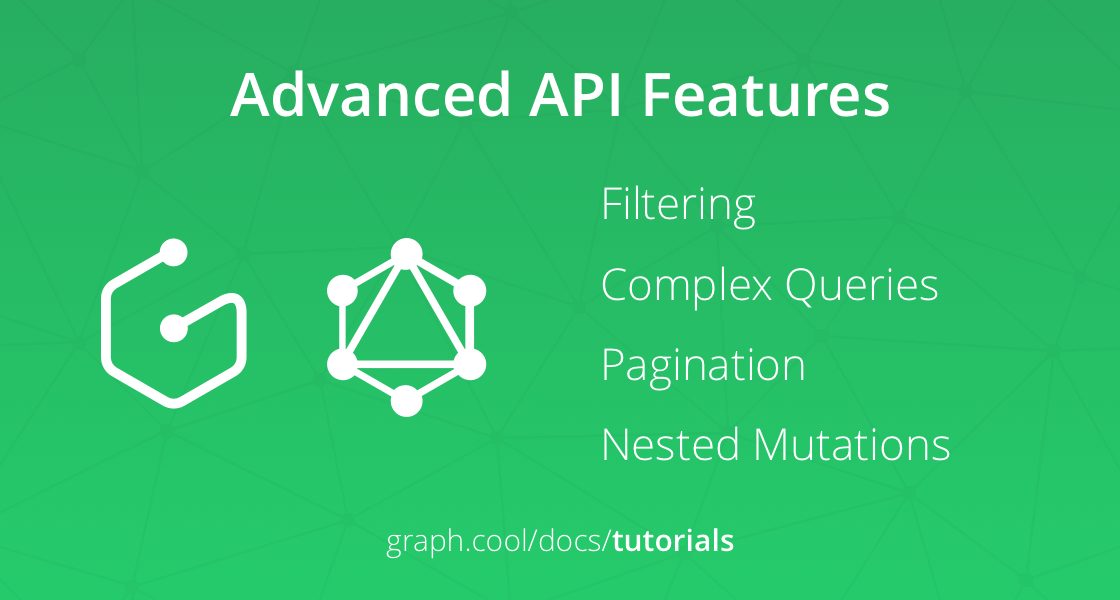 Advanced API Features
Filtering
Complex Queries
Pagination
Nested Mutations
graph.cool/docs/tutorials